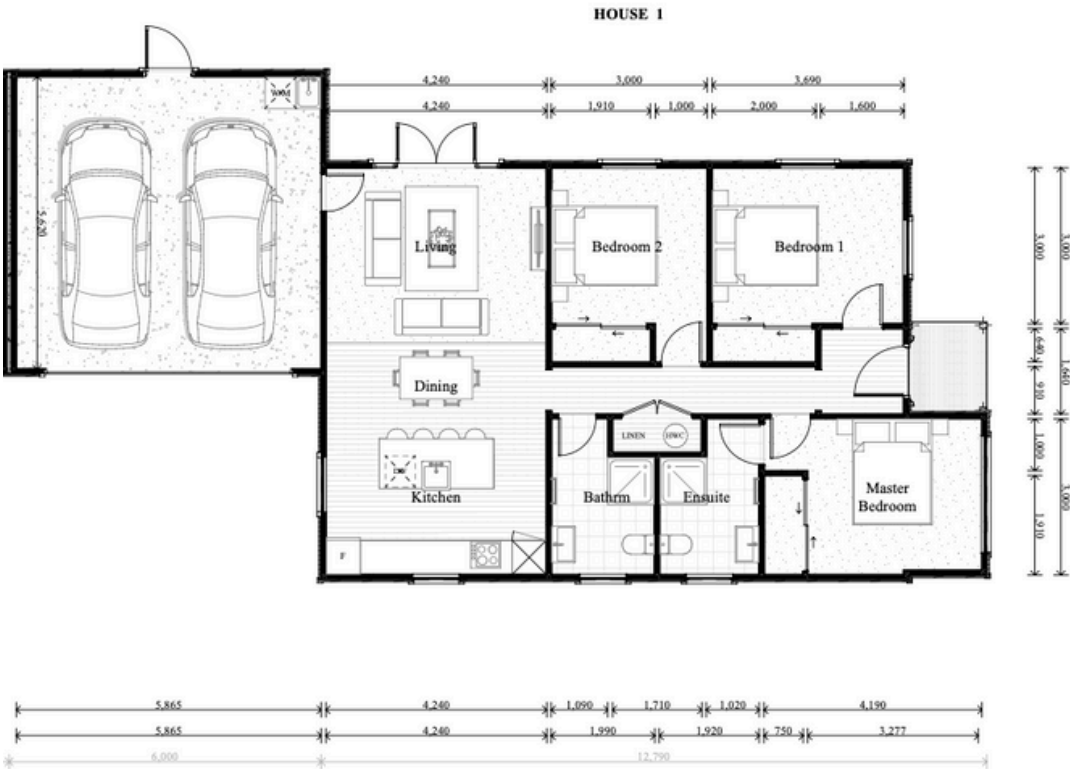 HOUSE 1
4,240
3,000
3,690
4,240
1,910
1,000
2,000
1,600
WM
5,620
Living
Bedroom 2
Bedroom 1
3,000
3,000
640
1,640
910
Dining
LINEN
HWC
1,000
3,000
1,910
Kitchen
Bathrm
Ensuite
Master
Bedroom
F
5,865
4,240
1,090
1,710
1,020
4,190
5,865
4,240
1,990
1,920
750
3,277
6,000
12,790